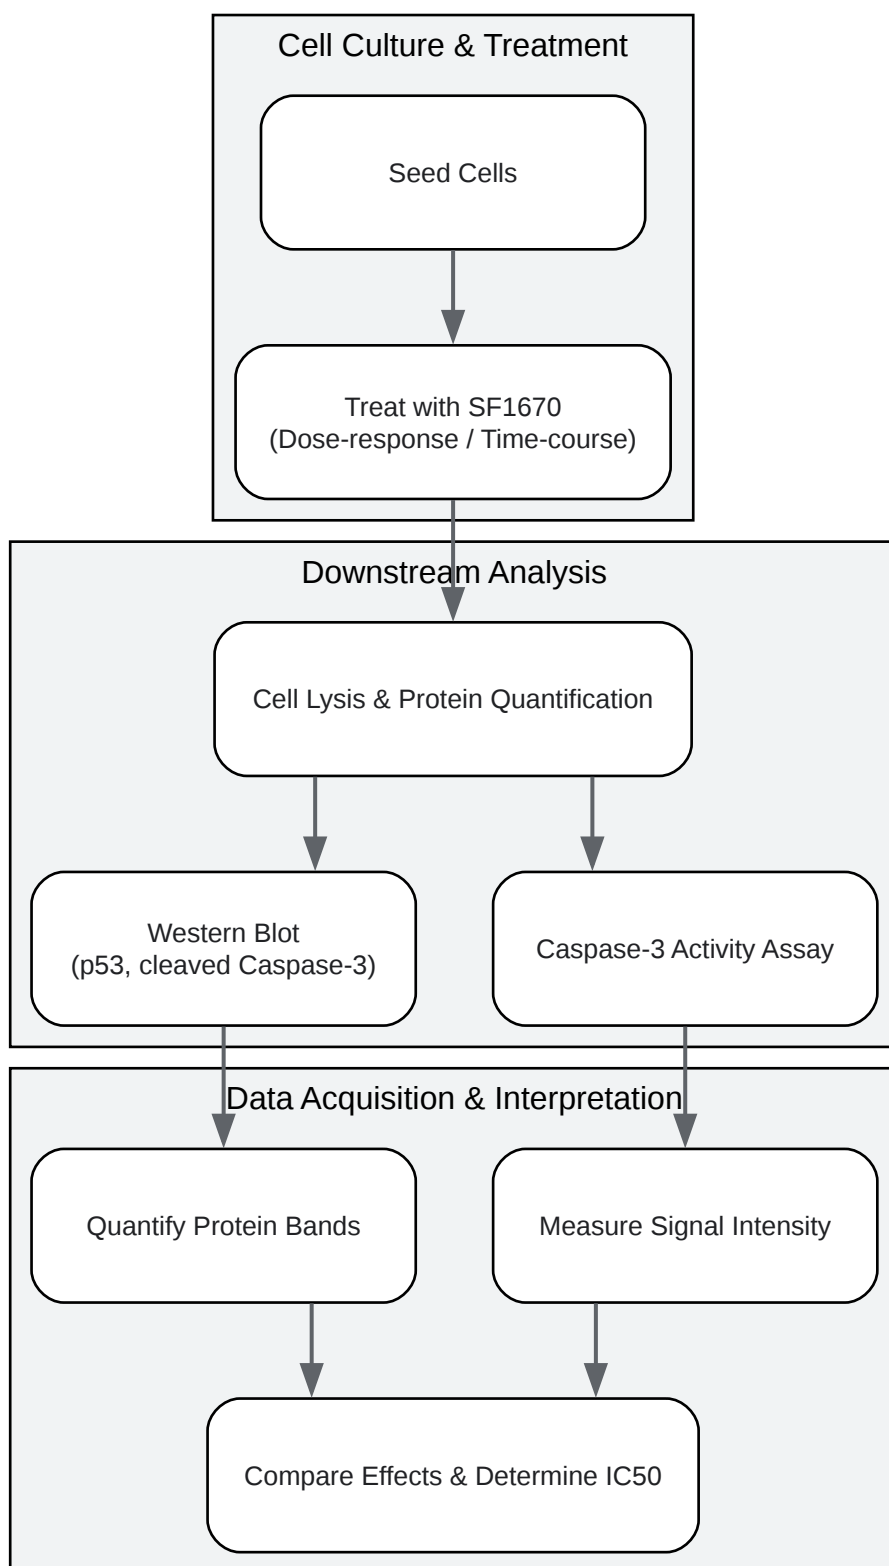 Cell Culture & Treatment
Seed Cells
Treat with SF1670
(Dose-response / Time-course)
Downstream Analysis
Cell Lysis & Protein Quantification
Western Blot
(p53, cleaved Caspase-3)
Caspase-3 Activity Assay
Data Acquisition & Interpretation
Quantify Protein Bands
Measure Signal Intensity
Compare Effects & Determine IC50